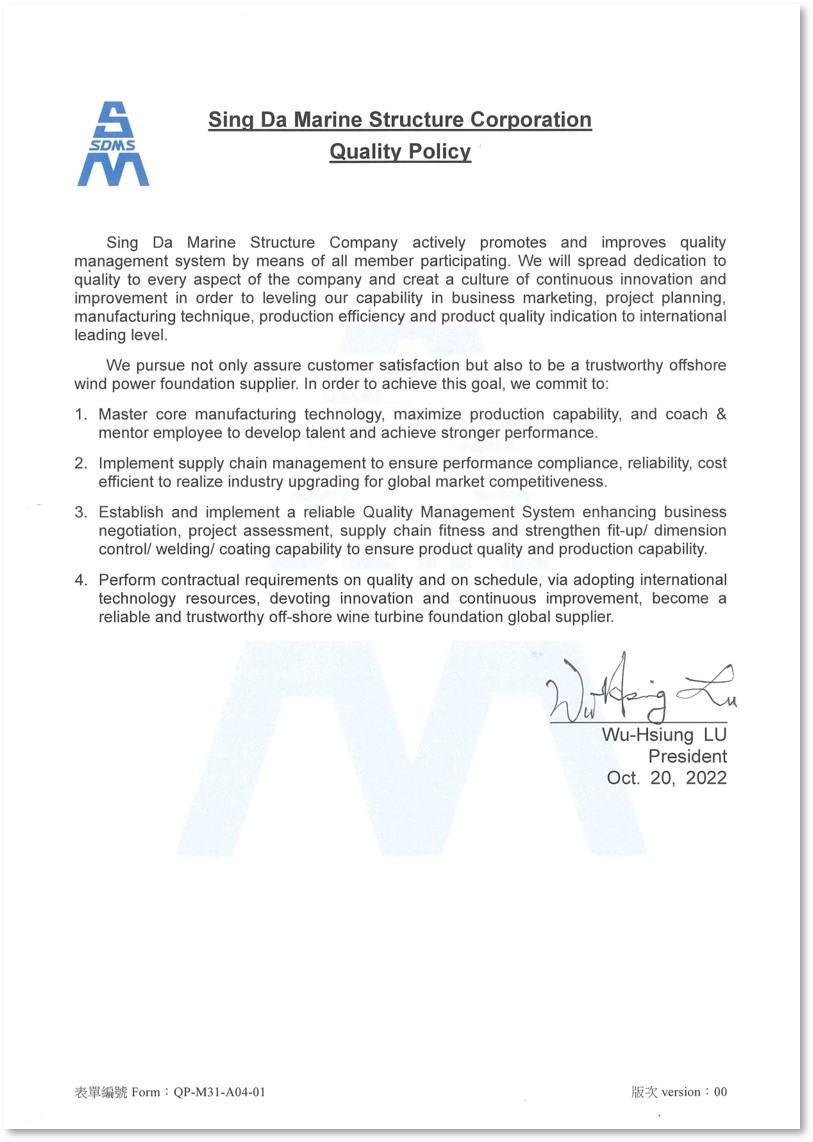 Sing Da Marine Structure Corporation
Quality Policy
SDMS
Sing Da Marine Structure Company actively promotes and improves quality
management system by means of all member participating. We will spread dedication to
quality to every aspect of the company and creat a culture of continuous innovation and
improvement in order to leveling our capability in business marketing, project planning,
manufacturing technique, production efficiency and product quality indication to international
leading level.
We pursue not only assure customer satisfaction but also to be a trustworthy offshore
wind power foundation supplier. In order to achieve this goal, we commit to:
1. Master core manufacturing technology, maximize production capability, and coach &
mentor employee to develop talent and achieve stronger performance.
2. Implement supply chain management to ensure performance compliance, reliability, cost
efficient to realize industry upgrading for global market competitiveness.
3. Establish and implement a reliable Quality Management System enhancing business
negotiation, project assessment, supply chain fitness and strengthen fit-up/ dimension
control/ welding/ coating capability to ensure product quality and production capability.
4. Perform contractual requirements on quality and on schedule, via adopting international
technology resources, devoting innovation and continuous improvement, become a
reliable and trustworthy off-shore wine turbine foundation global supplier.
Wu-Hsiung Lu
Wu-Hsiung LU
President
Oct. 20, 2022
表單編號 Form：QP-M31-A04-01
版次 version：00